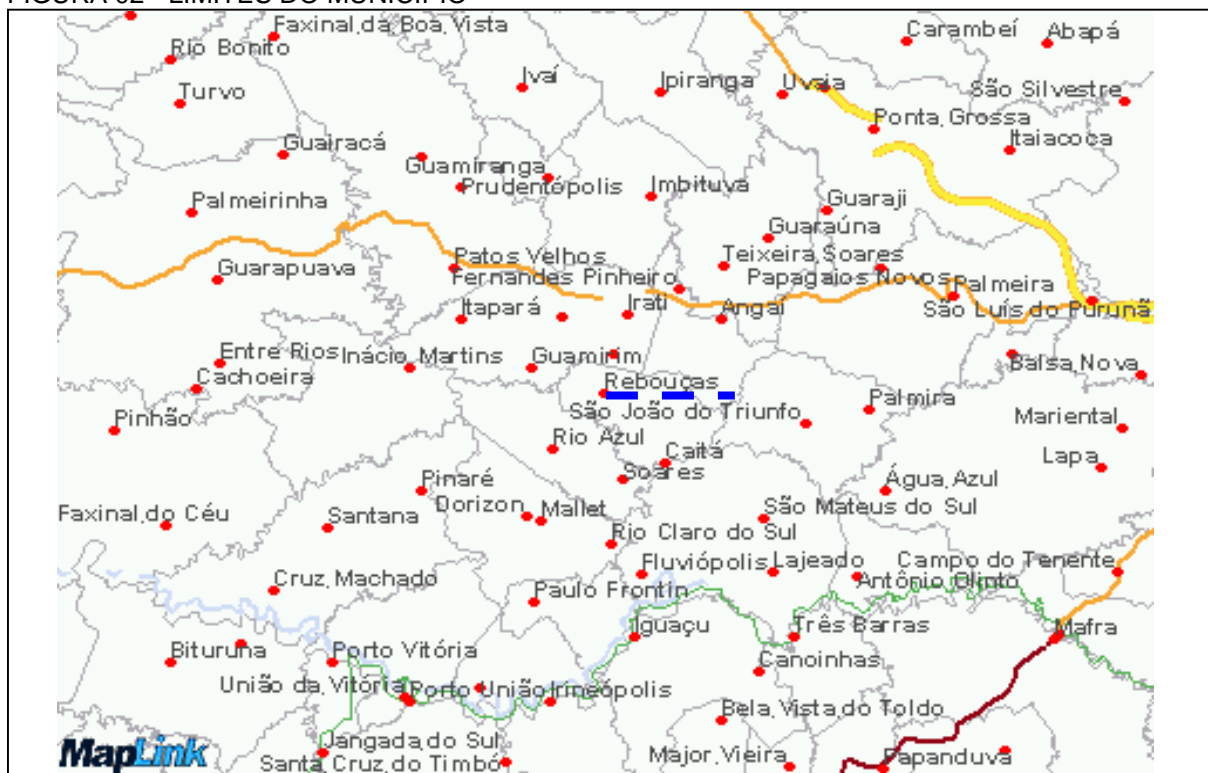 FIGURA 02 - LIMITES DO MUNICÍPIO
Faxinal da Boa Vista
Carambeí
Abapá
Rio Bonito
Ivaí
Ipiranga
Uvaia
Turvo
São Silvestre
Ponta Grossa
Itaiacoca
Guairacá
Guamiranga
Prudentópolis
Imbituva
Palmeirinha
Guaraji
Guaraúna
Patos Velhos
Teixeira Soares
Guarapuava
Fernandes Pinheiro
Papagaios Novos
Palmeira
Itapará
Irati
Angaí
São Luís do Purunã
Entre Rios
Inácio Martins
Guamirim
Balsa Nova
Cachoeira
Rebouças
Pinhão
São João do Triunfo
Palmira
Mariental
Rio Azul
Caitá
Lapa
Soares
Pinaré
Água Azul
Faxinal do Céu
Santana
Dorizon
Mallet
São Mateus do Sul
Rio Claro do Sul
Fluviópolis
Lajeado
Campo do Tenente
Cruz Machado
Antônio Olinto
Paulo Frontin
Iguaçu
Três Barras
Mafra
Bituruna
Porto Vitória
Canoinhas
União da Vitória
Porto União
Irineópolis
Bela Vista do Toldo
MapLink
Jangada do Sul
Major Vieira
Papanduva
Santa Cruz do Timbó